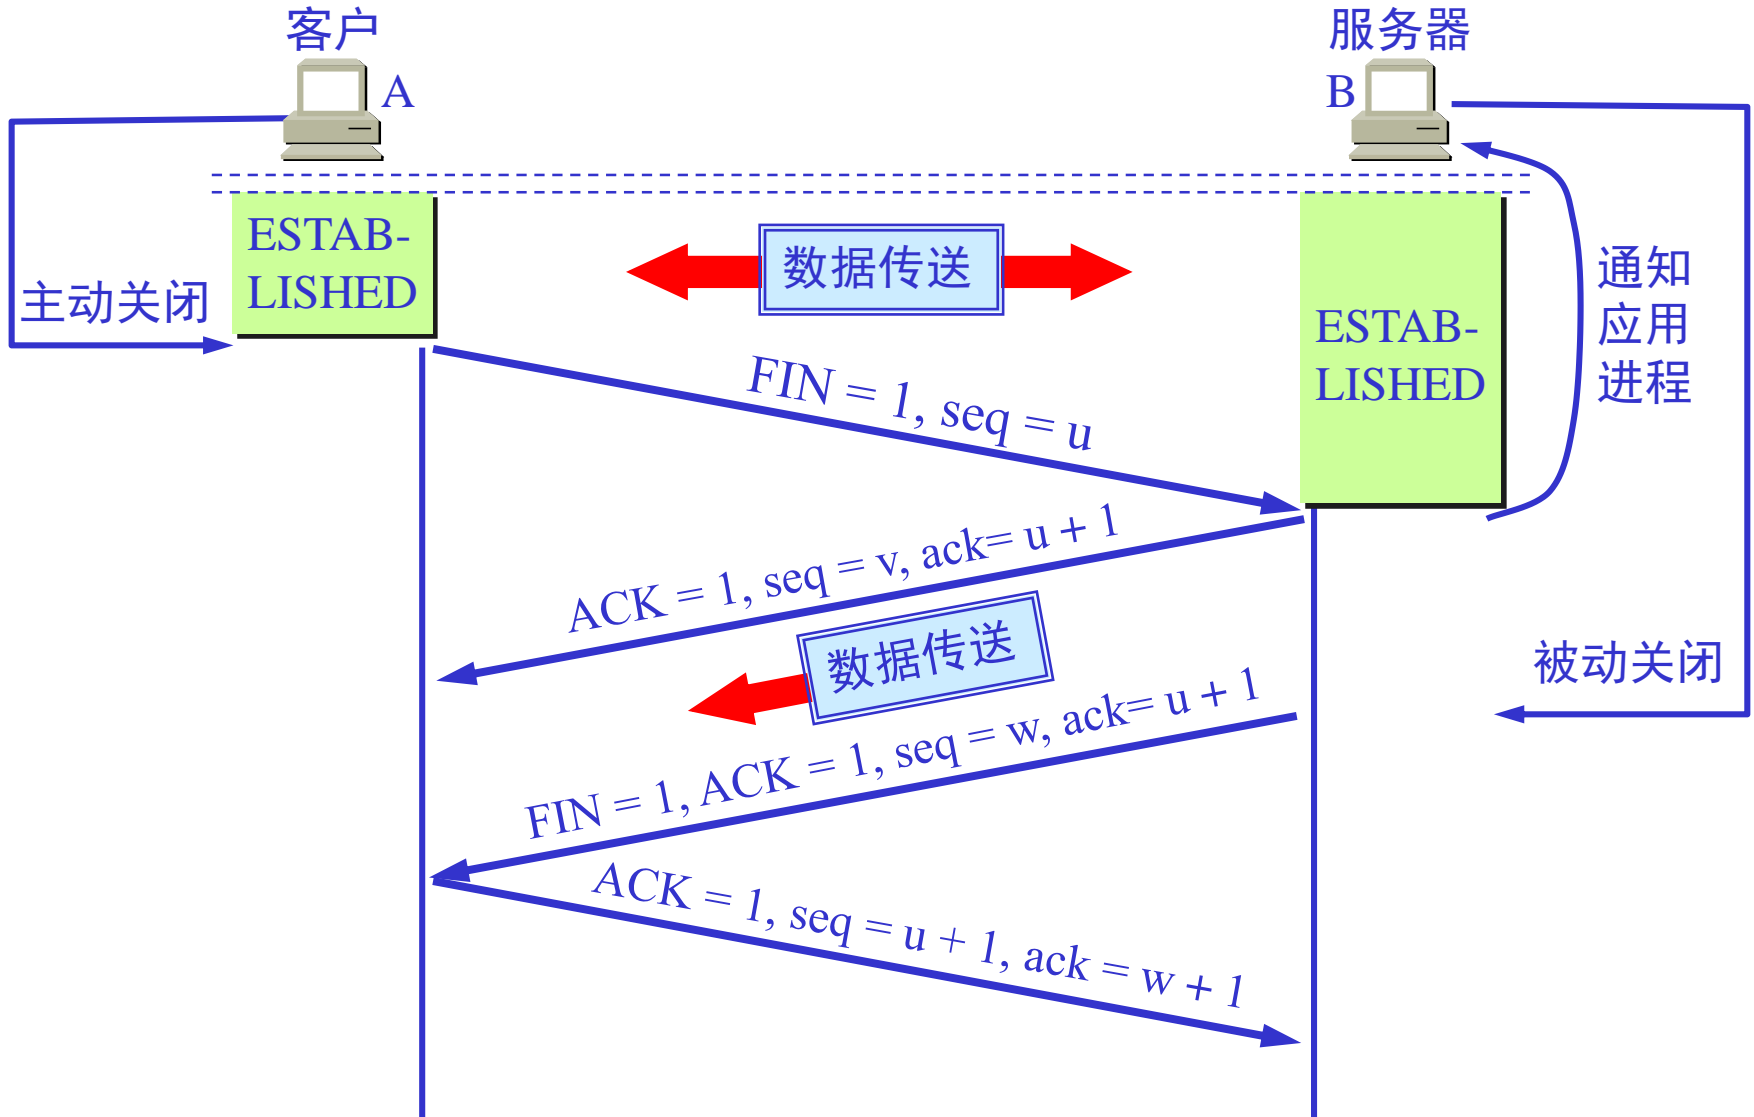 客户
服务器
A
B
ESTAB-
LISHED
数据传送
通知
应用
进程
主动关闭
ESTAB-
LISHED
FIN = 1, seq = u
ACK = 1, seq = v, ack= u + 1
数据传送
被动关闭
FIN = 1, ACK = 1, seq = w, ack= u + 1
ACK = 1, seq = u + 1, ack = w + 1